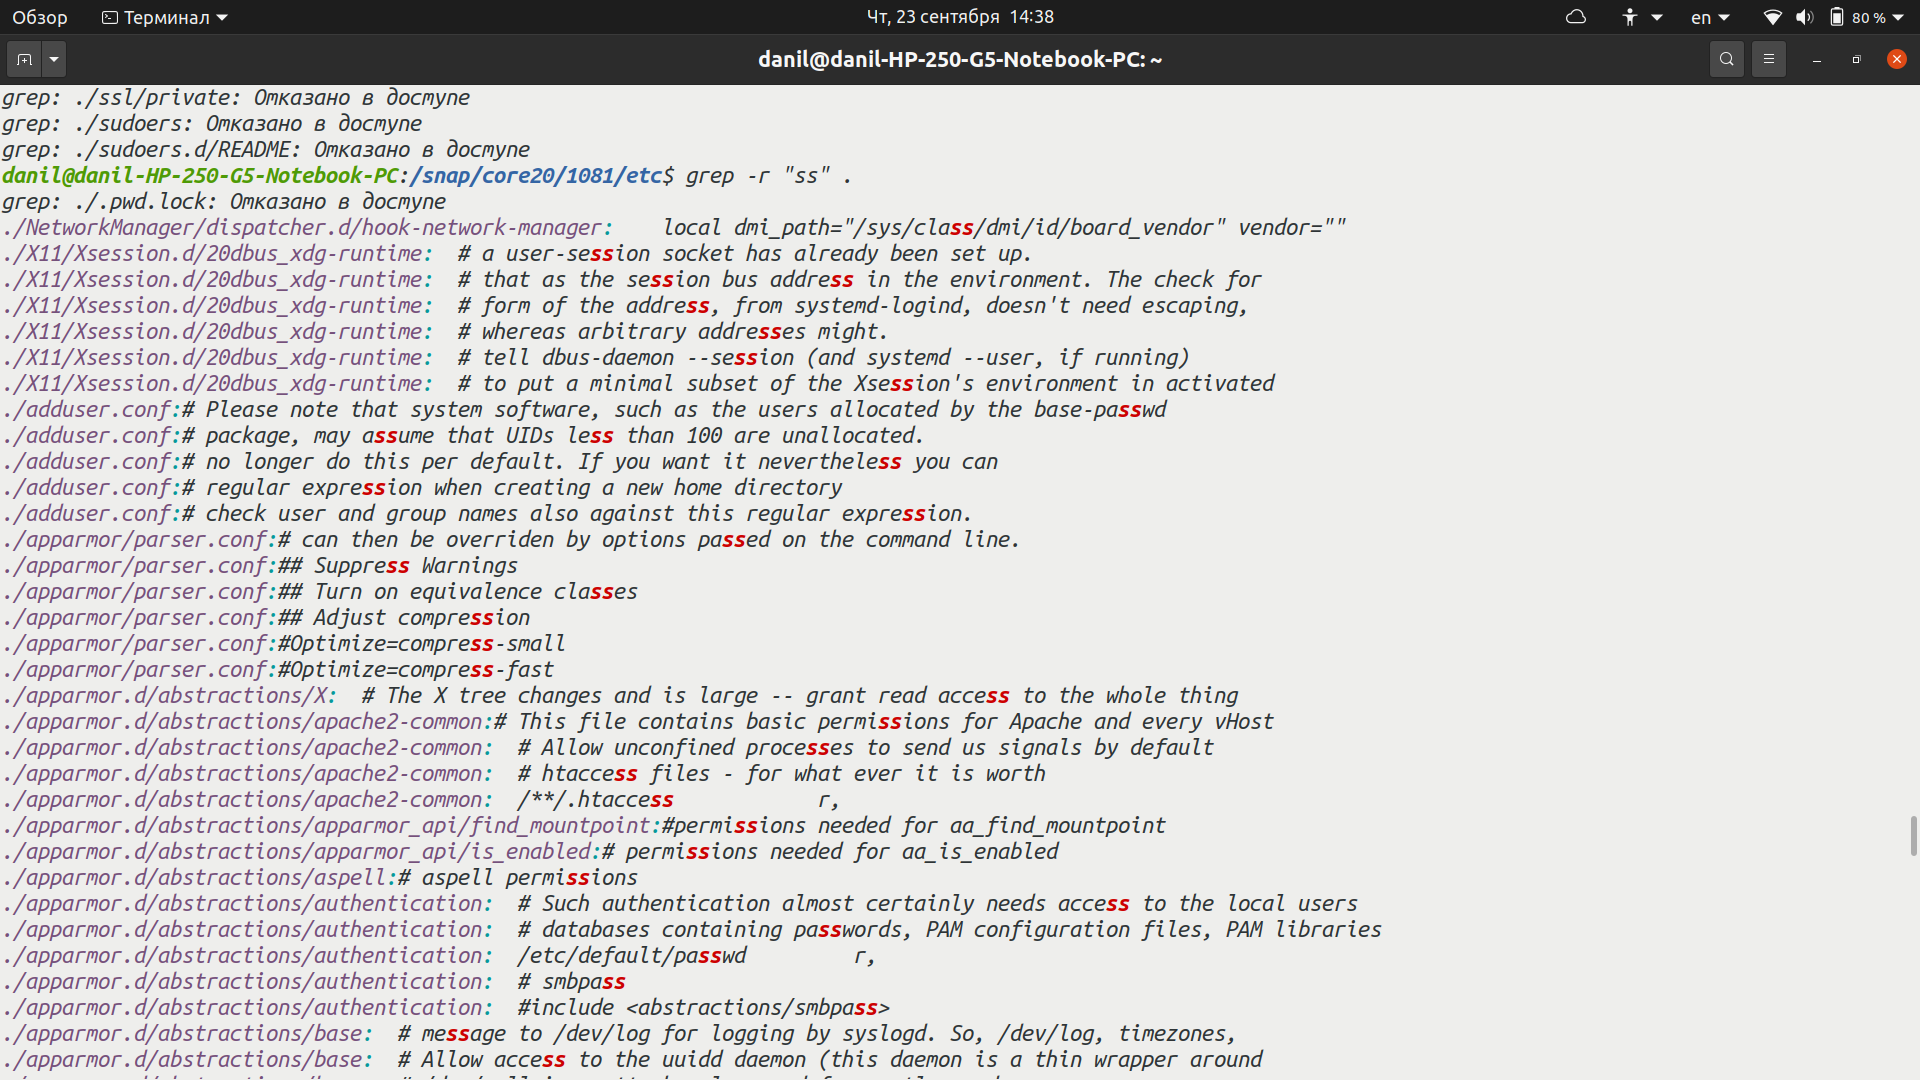 Обзор Терминал Чт, 23 сентября 14:38 en 80 %
danil@danil-HP-250-G5-Notebook-PC: ~
grep: ./ssl/private: Отказано в доступе
grep: ./sudoers: Отказано в доступе
grep: ./sudoers.d/README: Отказано в доступе
danil@danil-HP-250-G5-Notebook-PC:/snap/core20/1081/etc$ grep -r "ss" .
grep: ./.pwd.lock: Отказано в доступе
./NetworkManager/dispatcher.d/hook-network-manager:    local dmi_path="/sys/class/dmi/id/board_vendor" vendor=""
./X11/Xsession.d/20dbus_xdg-runtime:  # a user-session socket has already been set up.
./X11/Xsession.d/20dbus_xdg-runtime:  # that as the session bus address in the environment. The check for
./X11/Xsession.d/20dbus_xdg-runtime:  # form of the address, from systemd-logind, doesn't need escaping,
./X11/Xsession.d/20dbus_xdg-runtime:  # whereas arbitrary addresses might.
./X11/Xsession.d/20dbus_xdg-runtime:  # tell dbus-daemon --session (and systemd --user, if running)
./X11/Xsession.d/20dbus_xdg-runtime:  # to put a minimal subset of the Xsession's environment in activated
./adduser.conf:# Please note that system software, such as the users allocated by the base-passwd
./adduser.conf:# package, may assume that UIDs less than 100 are unallocated.
./adduser.conf:# no longer do this per default. If you want it nevertheless you can
./adduser.conf:# regular expression when creating a new home directory
./adduser.conf:# check user and group names also against this regular expression.
./apparmor/parser.conf:# can then be overriden by options passed on the command line.
./apparmor/parser.conf:## Suppress Warnings
./apparmor/parser.conf:## Turn on equivalence classes
./apparmor/parser.conf:## Adjust compression
./apparmor/parser.conf:#Optimize=compress-small
./apparmor/parser.conf:#Optimize=compress-fast
./apparmor.d/abstractions/X:  # The X tree changes and is large -- grant read access to the whole thing
./apparmor.d/abstractions/apache2-common:# This file contains basic permissions for Apache and every vHost
./apparmor.d/abstractions/apache2-common:  # Allow unconfined processes to send us signals by default
./apparmor.d/abstractions/apache2-common:  # htaccess files - for what ever it is worth
./apparmor.d/abstractions/apache2-common:  /**/.htaccess            r,
./apparmor.d/abstractions/apparmor_api/find_mountpoint:#permissions needed for aa_find_mountpoint
./apparmor.d/abstractions/apparmor_api/is_enabled:# permissions needed for aa_is_enabled
./apparmor.d/abstractions/aspell:# aspell permissions
./apparmor.d/abstractions/authentication:  # Such authentication almost certainly needs access to the local users
./apparmor.d/abstractions/authentication:  # databases containing passwords, PAM configuration files, PAM libraries
./apparmor.d/abstractions/authentication:  /etc/default/passwd         r,
./apparmor.d/abstractions/authentication:  # smbpass
./apparmor.d/abstractions/authentication:  #include <abstractions/smbpass>
./apparmor.d/abstractions/base:  # message to /dev/log for logging by syslogd. So, /dev/log, timezones,
./apparmor.d/abstractions/base:  # Allow access to the uuidd daemon (this daemon is a thin wrapper around